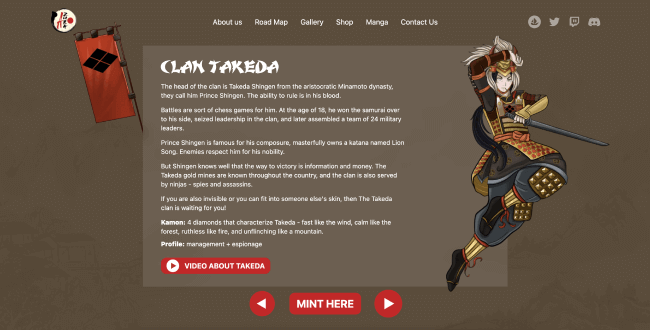 About us Road Map Gallery Shop Manga Contact Us
CLAN TAKEDA
The head of the clan is Takeda Shingen from the aristocratic Minamoto dynasty,
they call him Prince Shingen. The ability to rule is in his blood.
Battles are sort of chess games for him. At the age of 18, he won the samurai over
to his side, seized leadership in the clan, and later assembled a team of 24 military
leaders.
Prince Shingen is famous for his composure, masterfully owns a katana named Lion
Song. Enemies respect him for his nobility.
But Shingen knows well that the way to victory is information and money. The
Takeda gold mines are known throughout the country, and the clan is also served
by ninjas - spies and assassins.
If you are also invisible or you can fit into someone else's skin, then The Takeda
clan is waiting for you!
Kamon: 4 diamonds that characterize Takeda - fast like the wind, calm like the
forest, ruthless like fire, and unflinching like a mountain.
Profile: management + espionage
VIDEO ABOUT TAKEDA
MINT HERE